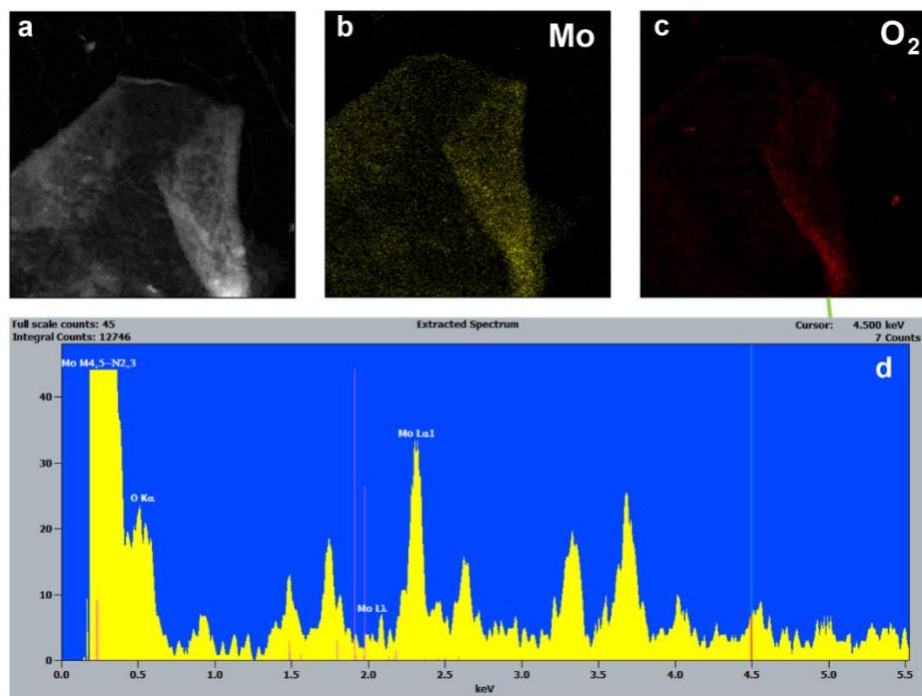 a
b
Mo
c
O₂
Full scale counts: 45
Extracted Spectrum
Cursor: 4.500 keV
Integral Counts: 12746
7 Counts
d
Mo M4,5--N2,3
O Kα
Mo Lα1
Mo Lλ
40
30
20
10
0
0.0 0.5 1.0 1.5 2.0 2.5 3.0 3.5 4.0 4.5 5.0 5.5
keV